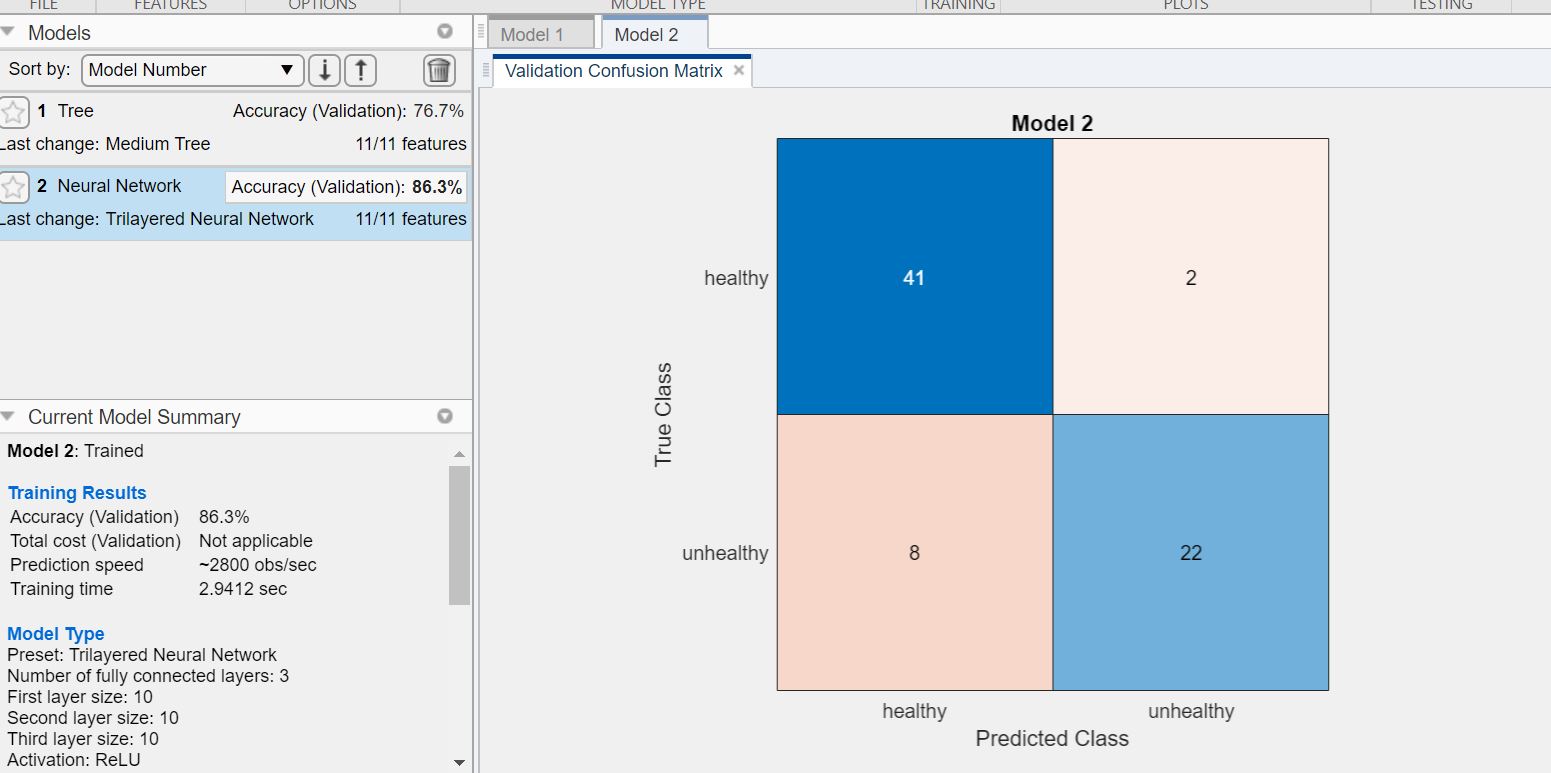 FILE FEATURES OPTIONS MODEL TYPE TRAINING PLOTS TESTING
Models
Sort by: Model Number
1 Tree Accuracy (Validation): 76.7%
Last change: Medium Tree 11/11 features
2 Neural Network Accuracy (Validation): 86.3%
Last change: Trilayered Neural Network 11/11 features
Current Model Summary
Model 2: Trained
Training Results
Accuracy (Validation) 86.3%
Total cost (Validation) Not applicable
Prediction speed ~2800 obs/sec
Training time 2.9412 sec
Model Type
Preset: Trilayered Neural Network
Number of fully connected layers: 3
First layer size: 10
Second layer size: 10
Third layer size: 10
Activation: ReLU
Model 1 Model 2
Validation Confusion Matrix
Model 2
True Class
healthy 41 2
unhealthy 8 22
healthy unhealthy
Predicted Class